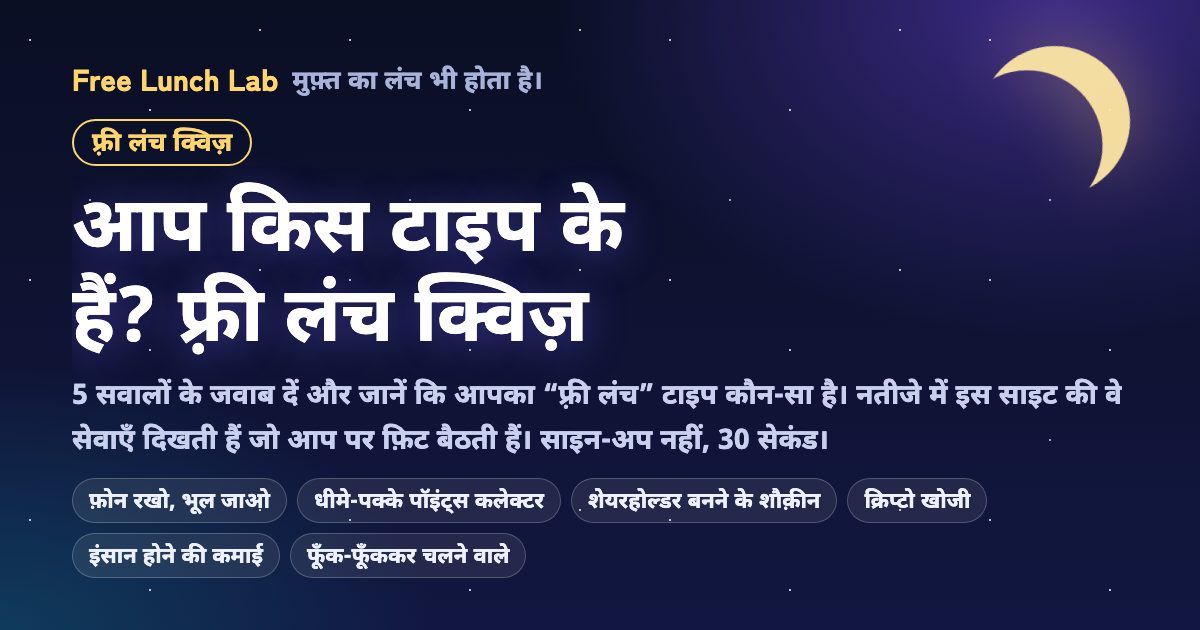 Free Lunch Lab मुफ़्त का लंच भी होता है।
फ़्री लंच क्विज़
आप किस टाइप के
हैं? फ़्री लंच क्विज़
5 सवालों के जवाब दें और जानें कि आपका “फ़्री लंच” टाइप कौन-सा है। नतीजे में इस साइट की वे
सेवाएँ दिखती हैं जो आप पर फ़िट बैठती हैं। साइन-अप नहीं, 30 सेकंड।
फ़ोन रखो, भूल जाओ धीमे-पक्के पॉइंट्स कलेक्टर शेयरहोल्डर बनने के शौक़ीन क्रिप्टो खोजी
इंसान होने की कमाई फूँक-फूँककर चलने वाले